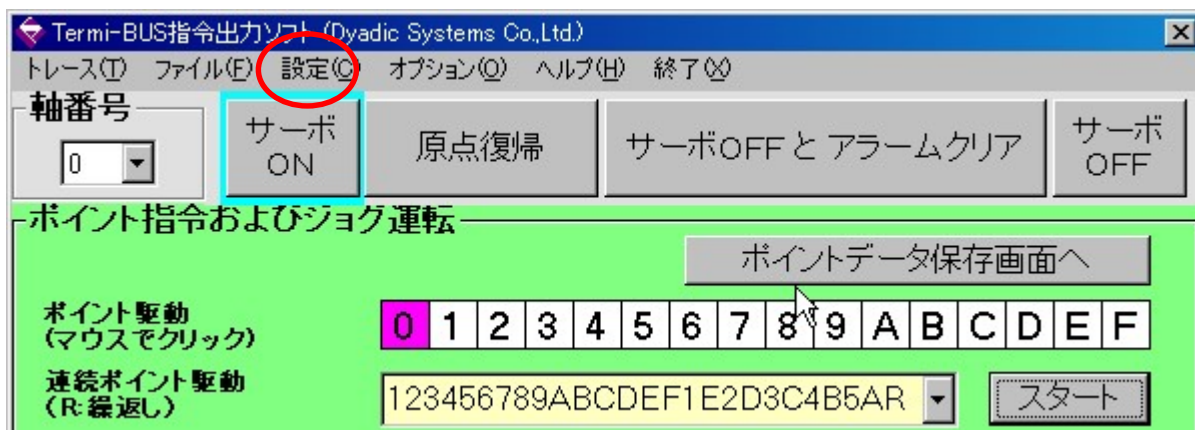 Termi-BUS指令出力ソフト (Dyadic Systems Co.,Ltd.)
トレース(T) ファイル(F) 設定(C) オプション(O) ヘルプ(H) 終了(X)
軸番号
0
サーボ
ON
原点復帰
サーボOFF と アラームクリア
サーボ
OFF
ポイント指令およびジョグ運転
ポイントデータ保存画面へ
ポイント駆動
(マウスでクリック)
0 1 2 3 4 5 6 7 8 9 A B C D E F
連続ポイント駆動
(R:繰返し)
123456789ABCDEF1E2D3C4B5AR
スタート